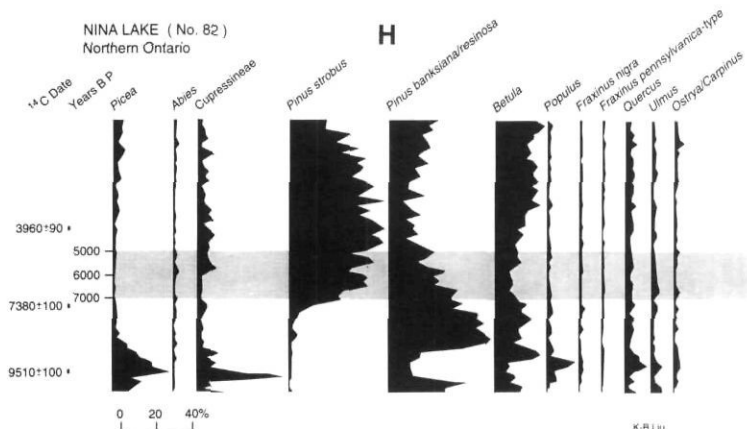 NINA LAKE ( No. 82 )
Northern Ontario
H
¹⁴C Date
Years B P
Picea
Abies
Cupressineae
Pinus strobus
Pinus banksiana/resinosa
Betula
Populus
Fraxinus nigra
Fraxinus pennsylvanica-type
Quercus
Ulmus
Ostrya/Carpinus
3960±90
5000
6000
7000
7380±100
9510±100
0 20 40%
K-B Liu